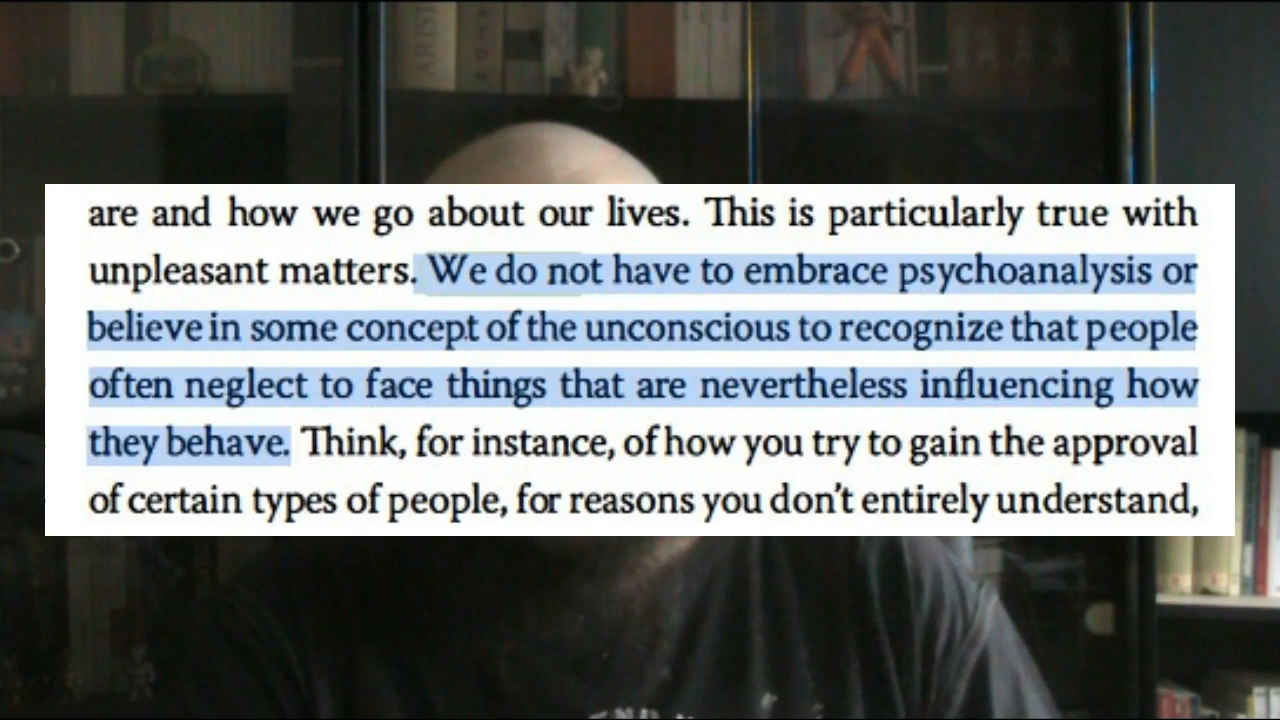 ARIST
are and how we go about our lives. This is particularly true with
unpleasant matters. We do not have to embrace psychoanalysis or
believe in some concept of the unconscious to recognize that people
often neglect to face things that are nevertheless influencing how
they behave. Think, for instance, of how you try to gain the approval
of certain types of people, for reasons you don't entirely understand,